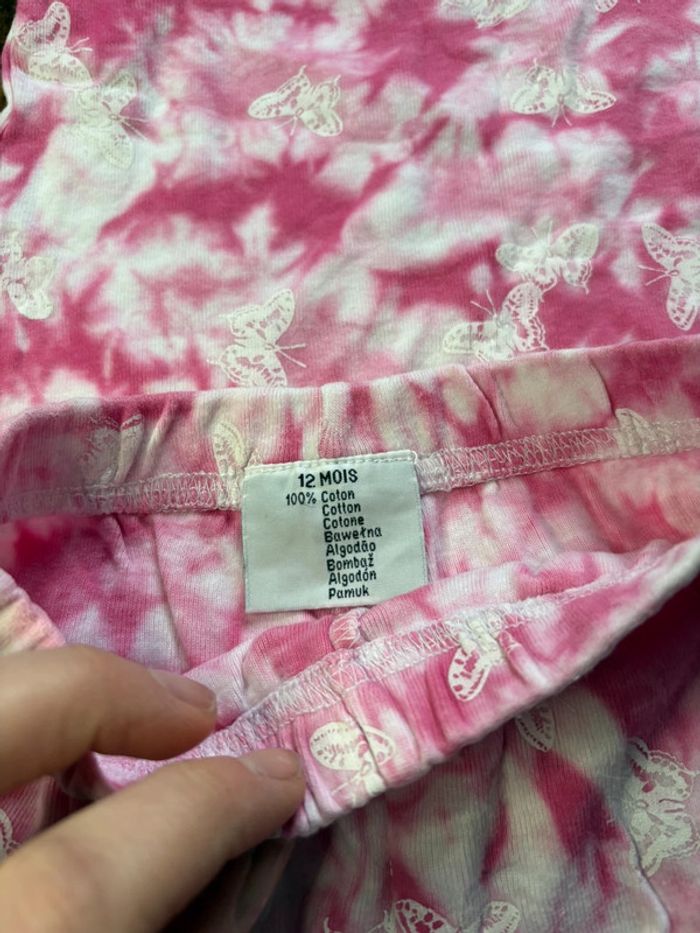 12 MOIS
100% Coton
Cotton
Cotone
Bawełna
Algodão
Bombaž
Algodón
Pamuk